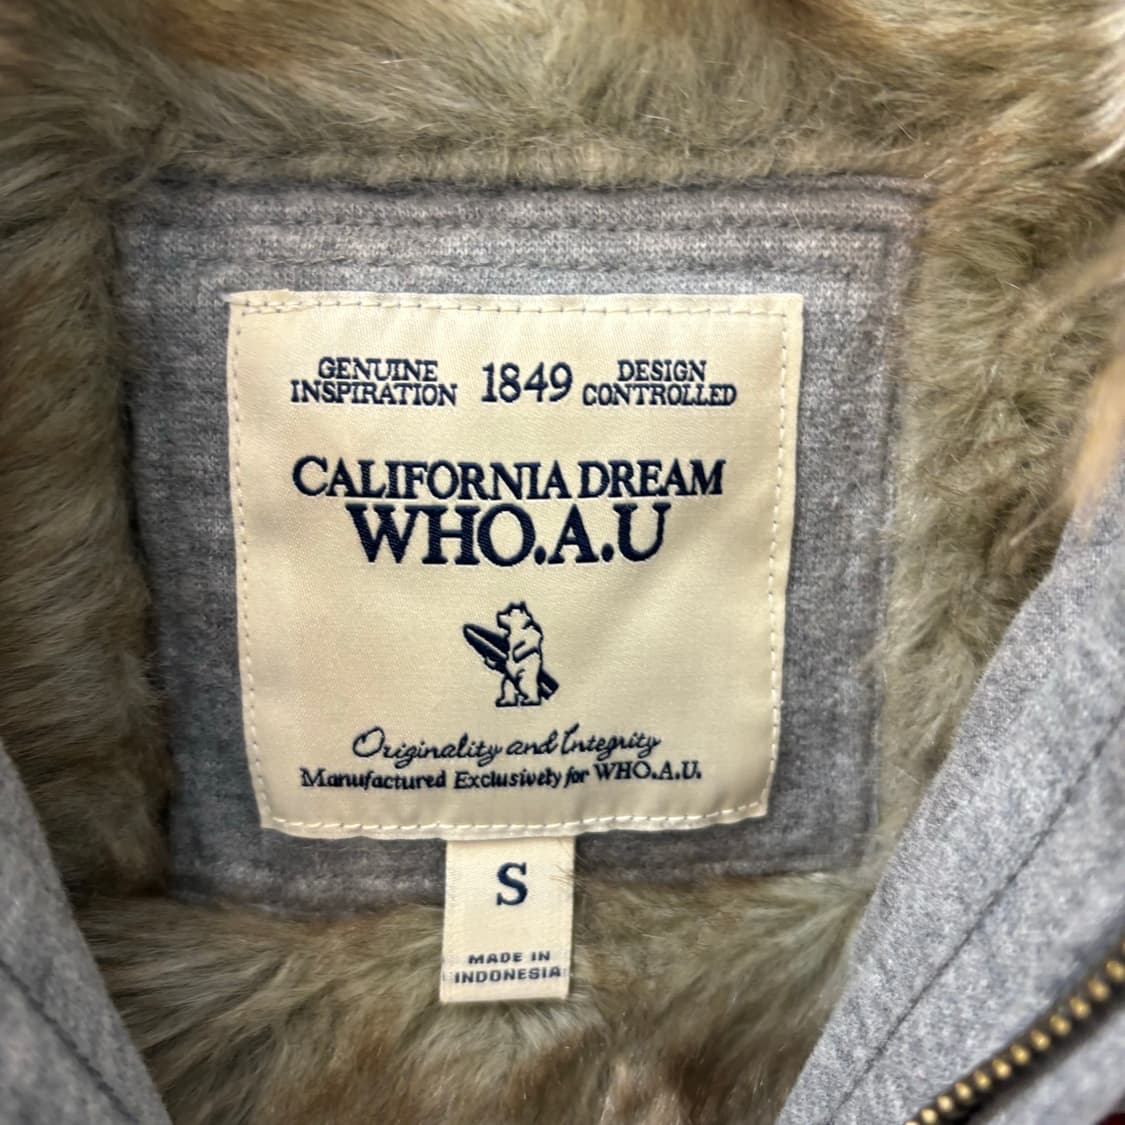 GENUINE INSPIRATION 1849 DESIGN CONTROLLED
CALIFORNIA DREAM
WHO.A.U
Originality and Integrity
Manufactured Exclusively for WHO.A.U.
S
MADE IN
INDONESIA